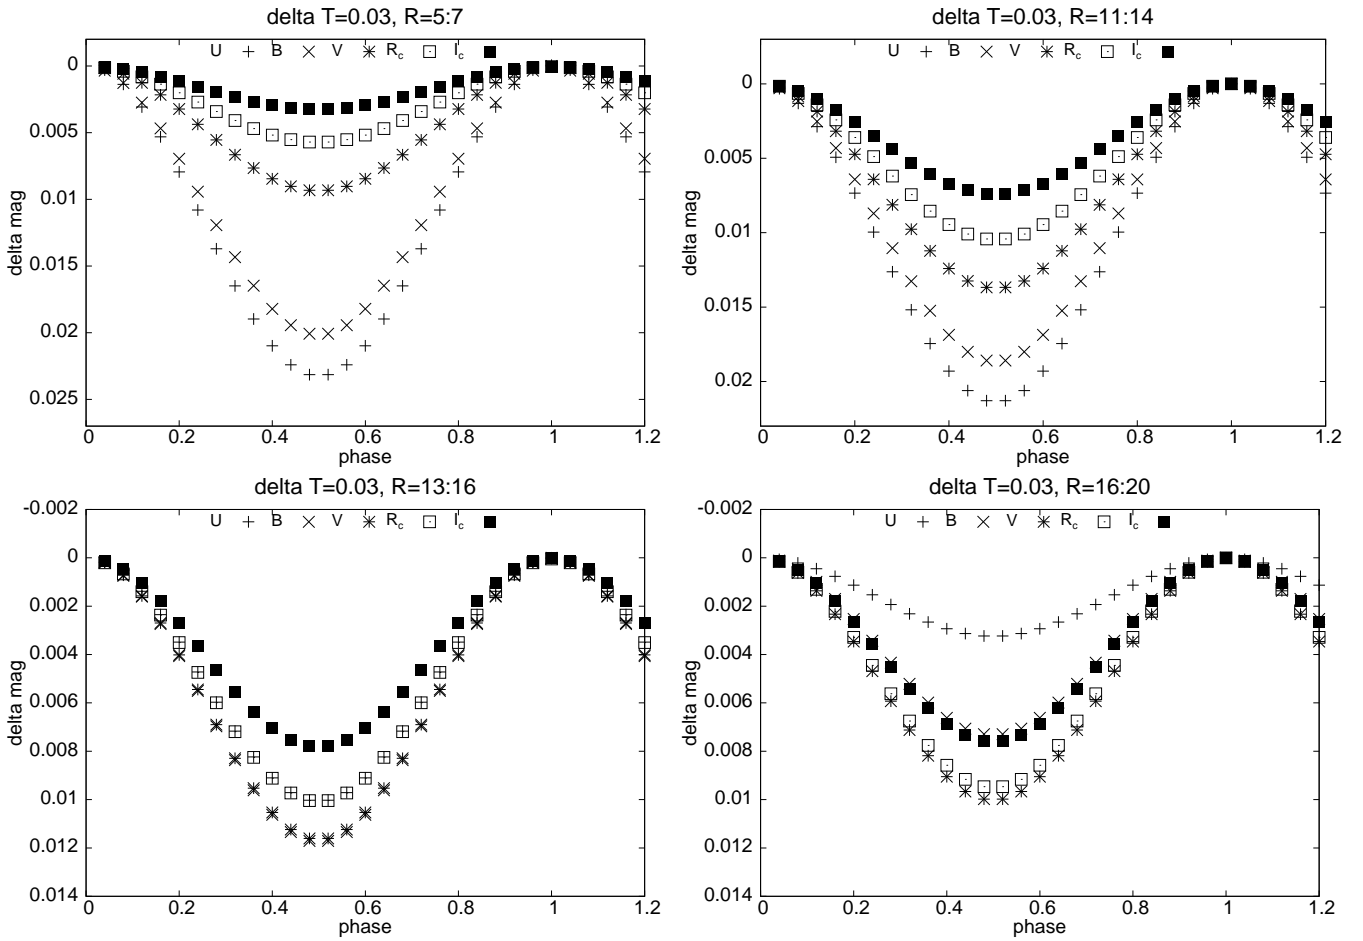 delta T=0.03, R=5:7
U B V Rc Ic
0
0.005
0.01
0.015
0.02
0.025
delta mag
0 0.2 0.4 0.6 0.8 1 1.2
phase
delta T=0.03, R=11:14
U B V Rc Ic
0
0.005
0.01
0.015
0.02
delta mag
0 0.2 0.4 0.6 0.8 1 1.2
phase
delta T=0.03, R=13:16
U B V Rc Ic
-0.002
0
0.002
0.004
0.006
0.008
0.01
0.012
0.014
delta mag
0 0.2 0.4 0.6 0.8 1 1.2
phase
delta T=0.03, R=16:20
U B V Rc Ic
-0.002
0
0.002
0.004
0.006
0.008
0.01
0.012
0.014
delta mag
0 0.2 0.4 0.6 0.8 1 1.2
phase